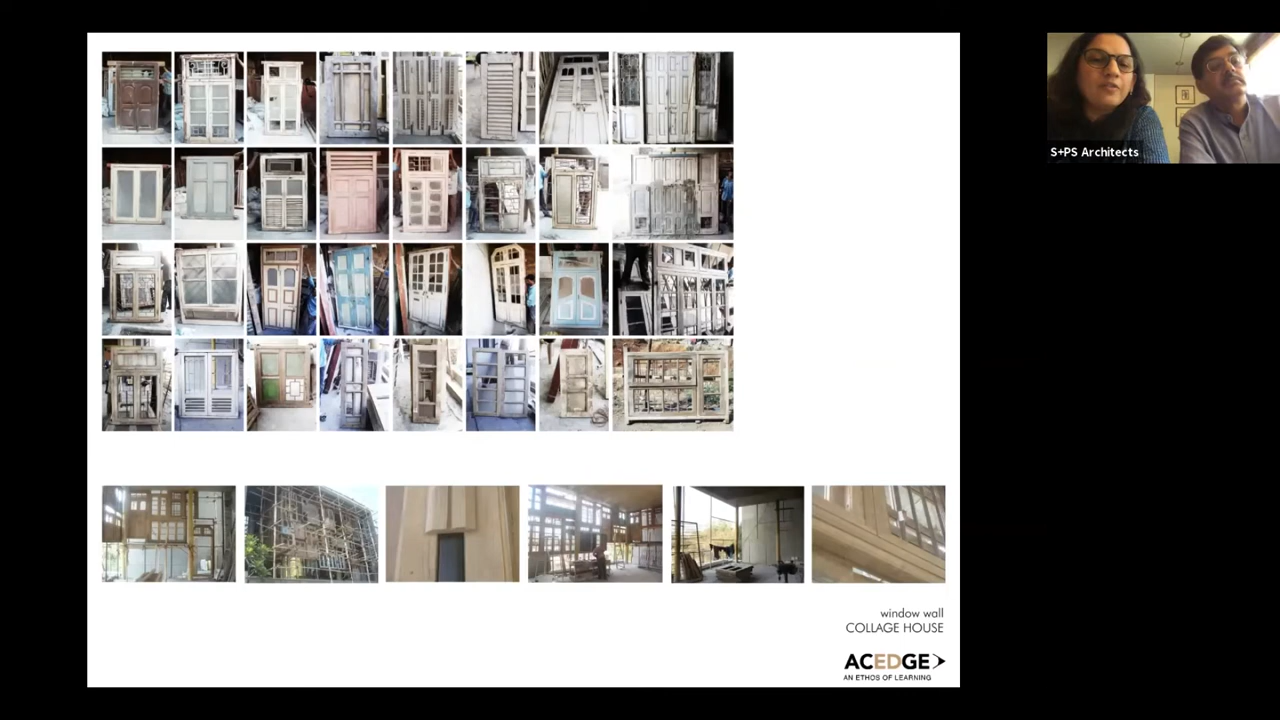 S+PS Architects
window wall
COLLAGE HOUSE
ACEDGE
AN ETHOS OF LEARNING